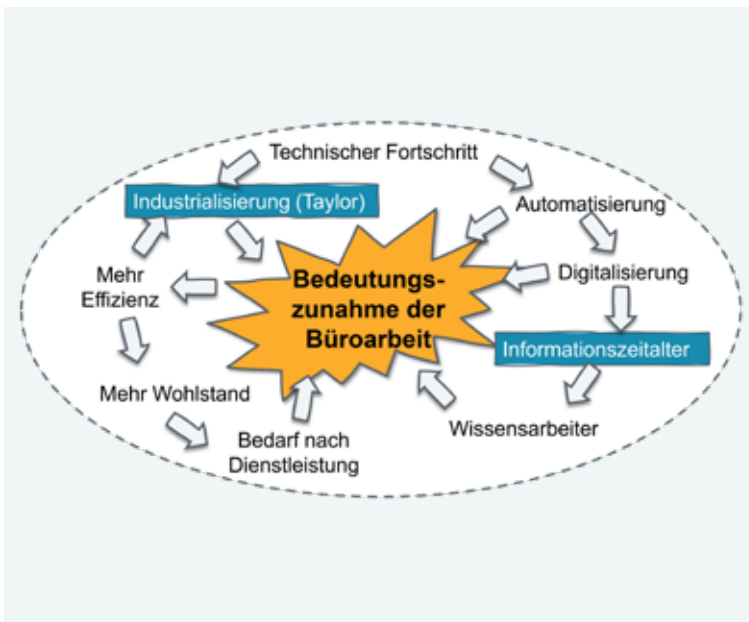 Technischer Fortschritt
Industrialisierung (Taylor)
Automatisierung
Mehr
Effizienz
Bedeutungs-
zunahme der
Büroarbeit
Digitalisierung
Informationszeitalter
Mehr Wohlstand
Wissensarbeiter
Bedarf nach
Dienstleistung